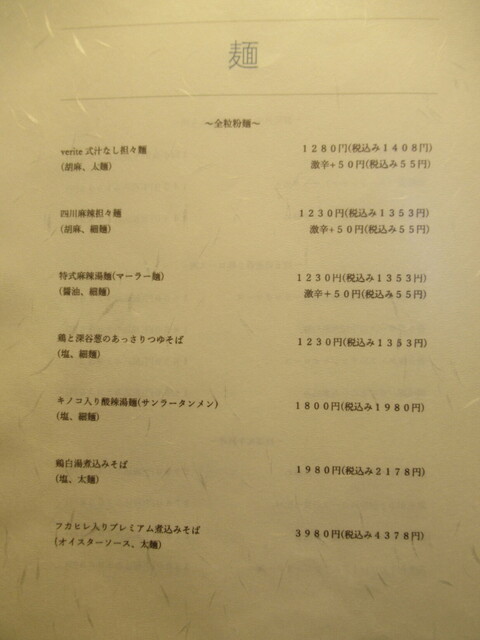 麺
～全粒粉麺～
verite 式汁なし担々麺 １２８０円(税込み１４０８円)
(胡麻、太麺) 激辛+５０円(税込み５５円)
四川麻辣担々麺 １２３０円(税込み１３５３円)
(胡麻、細麺) 激辛+５０円(税込み５５円)
特式麻辣湯麺(マーラー麺) １２３０円(税込み１３５３円)
(醤油、細麺) 激辛＋５０円(税込み５５円)
鶏と深谷葱のあっさりつゆそば １２３０円(税込み１３５３円)
(塩、細麺)
キノコ入り酸辣湯麺(サンラータンメン) １８００円(税込み１９８０円)
(塩、細麺)
鶏白湯煮込みそば １９８０円(税込み２１７８円)
(塩、太麺)
フカヒレ入りプレミアム煮込みそば ３９８０円(税込み４３７８円)
(オイスターソース、太麺)